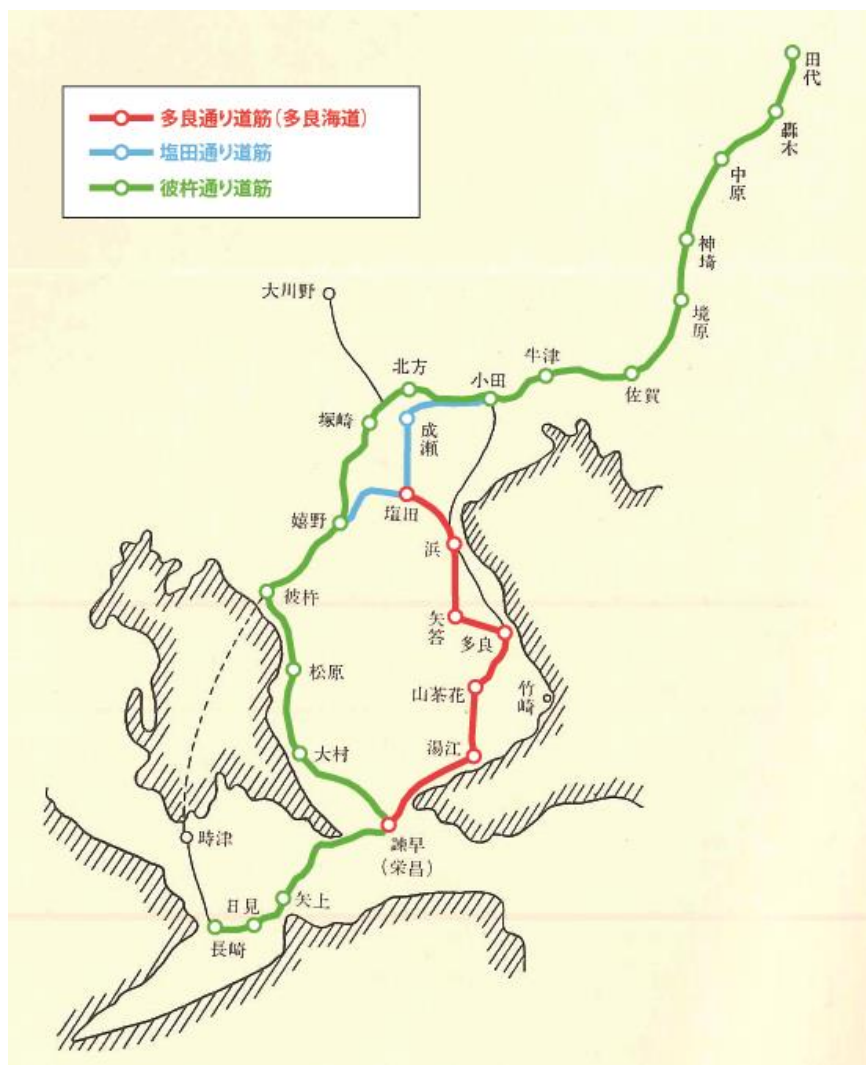 多良通り道筋(多良海道)
塩田通り道筋
彼杵通り道筋
田代
轟木
中原
神埼
境原
佐賀
牛津
小田
北方
大川野
塚崎
成瀬
塩田
嬉野
浜
彼杵
矢答
多良
松原
山茶花
竹崎
大村
湯江
時津
諫早
(栄昌)
矢上
日見
長崎